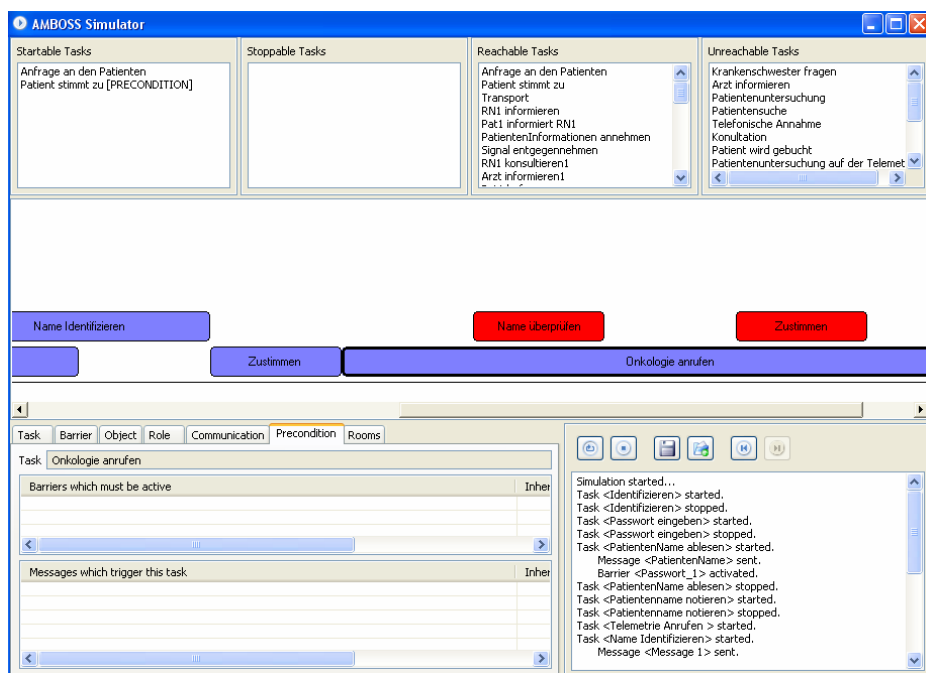 AMBOSS Simulator
Startable Tasks
Anfrage an den Patienten
Patient stimmt zu [PRECONDITION]
Stoppable Tasks
Reachable Tasks
Anfrage an den Patienten
Patient stimmt zu
Transport
RN1 informieren
Pat1 informiert RN1
PatientenInformationen annehmen
Signal entgegennehmen
RN1 konsultieren1
Arzt informieren1
Unreachable Tasks
Krankenschwester fragen
Arzt informieren
Patientenuntersuchung
Patientensuche
Telefonische Annahme
Konultation
Patient wird gebucht
Patientenuntersuchung auf der Telemet
Name Identifizieren
Name überprüfen
Zustimmen
Zustimmen
Onkologie anrufen
Task Barrier Object Role Communication Precondition Rooms
Task Onkologie anrufen
Barriers which must be active Inher
Messages which trigger this task Inher
Simulation started...
Task <Identifizieren> started.
Task <Identifizieren> stopped.
Task <Passwort eingeben> started.
Task <Passwort eingeben> stopped.
Task <PatientenName ablesen> started.
Message <PatientenName> sent.
Barrier <Passwort_1> activated.
Task <PatientenName ablesen> stopped.
Task <Patientenname notieren> started.
Task <Patientenname notieren> stopped.
Task <Telemetrie Anrufen > started.
Task <Name Identifizieren> started.
Message <Message 1> sent.